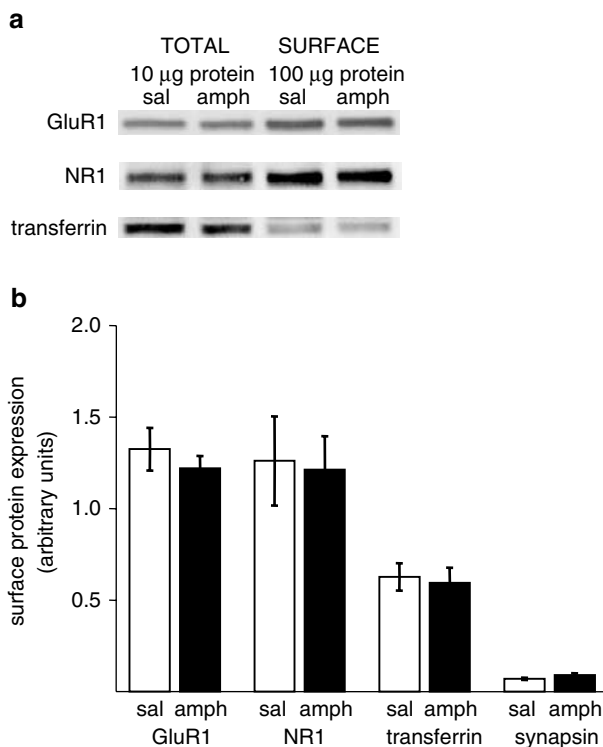 a
TOTAL SURFACE
10 μg protein 100 μg protein
sal amph sal amph
GluR1
NR1
transferrin
b
2.0
1.5
1.0
0.5
surface protein expression
(arbitrary units)
sal amph sal amph sal amph sal amph
GluR1 NR1 transferrin synapsin